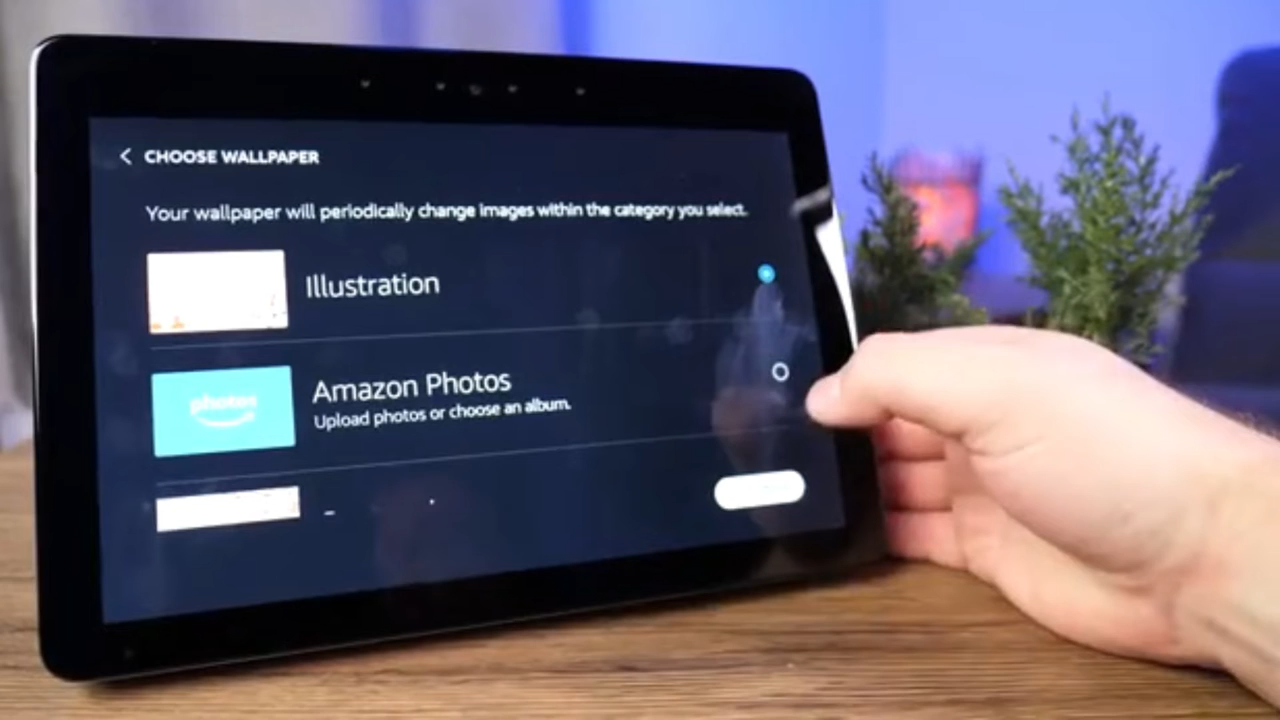 CHOOSE WALLPAPER
Your wallpaper will periodically change images within the category you select.
Illustration
photos
Amazon Photos
Upload photos or choose an album.